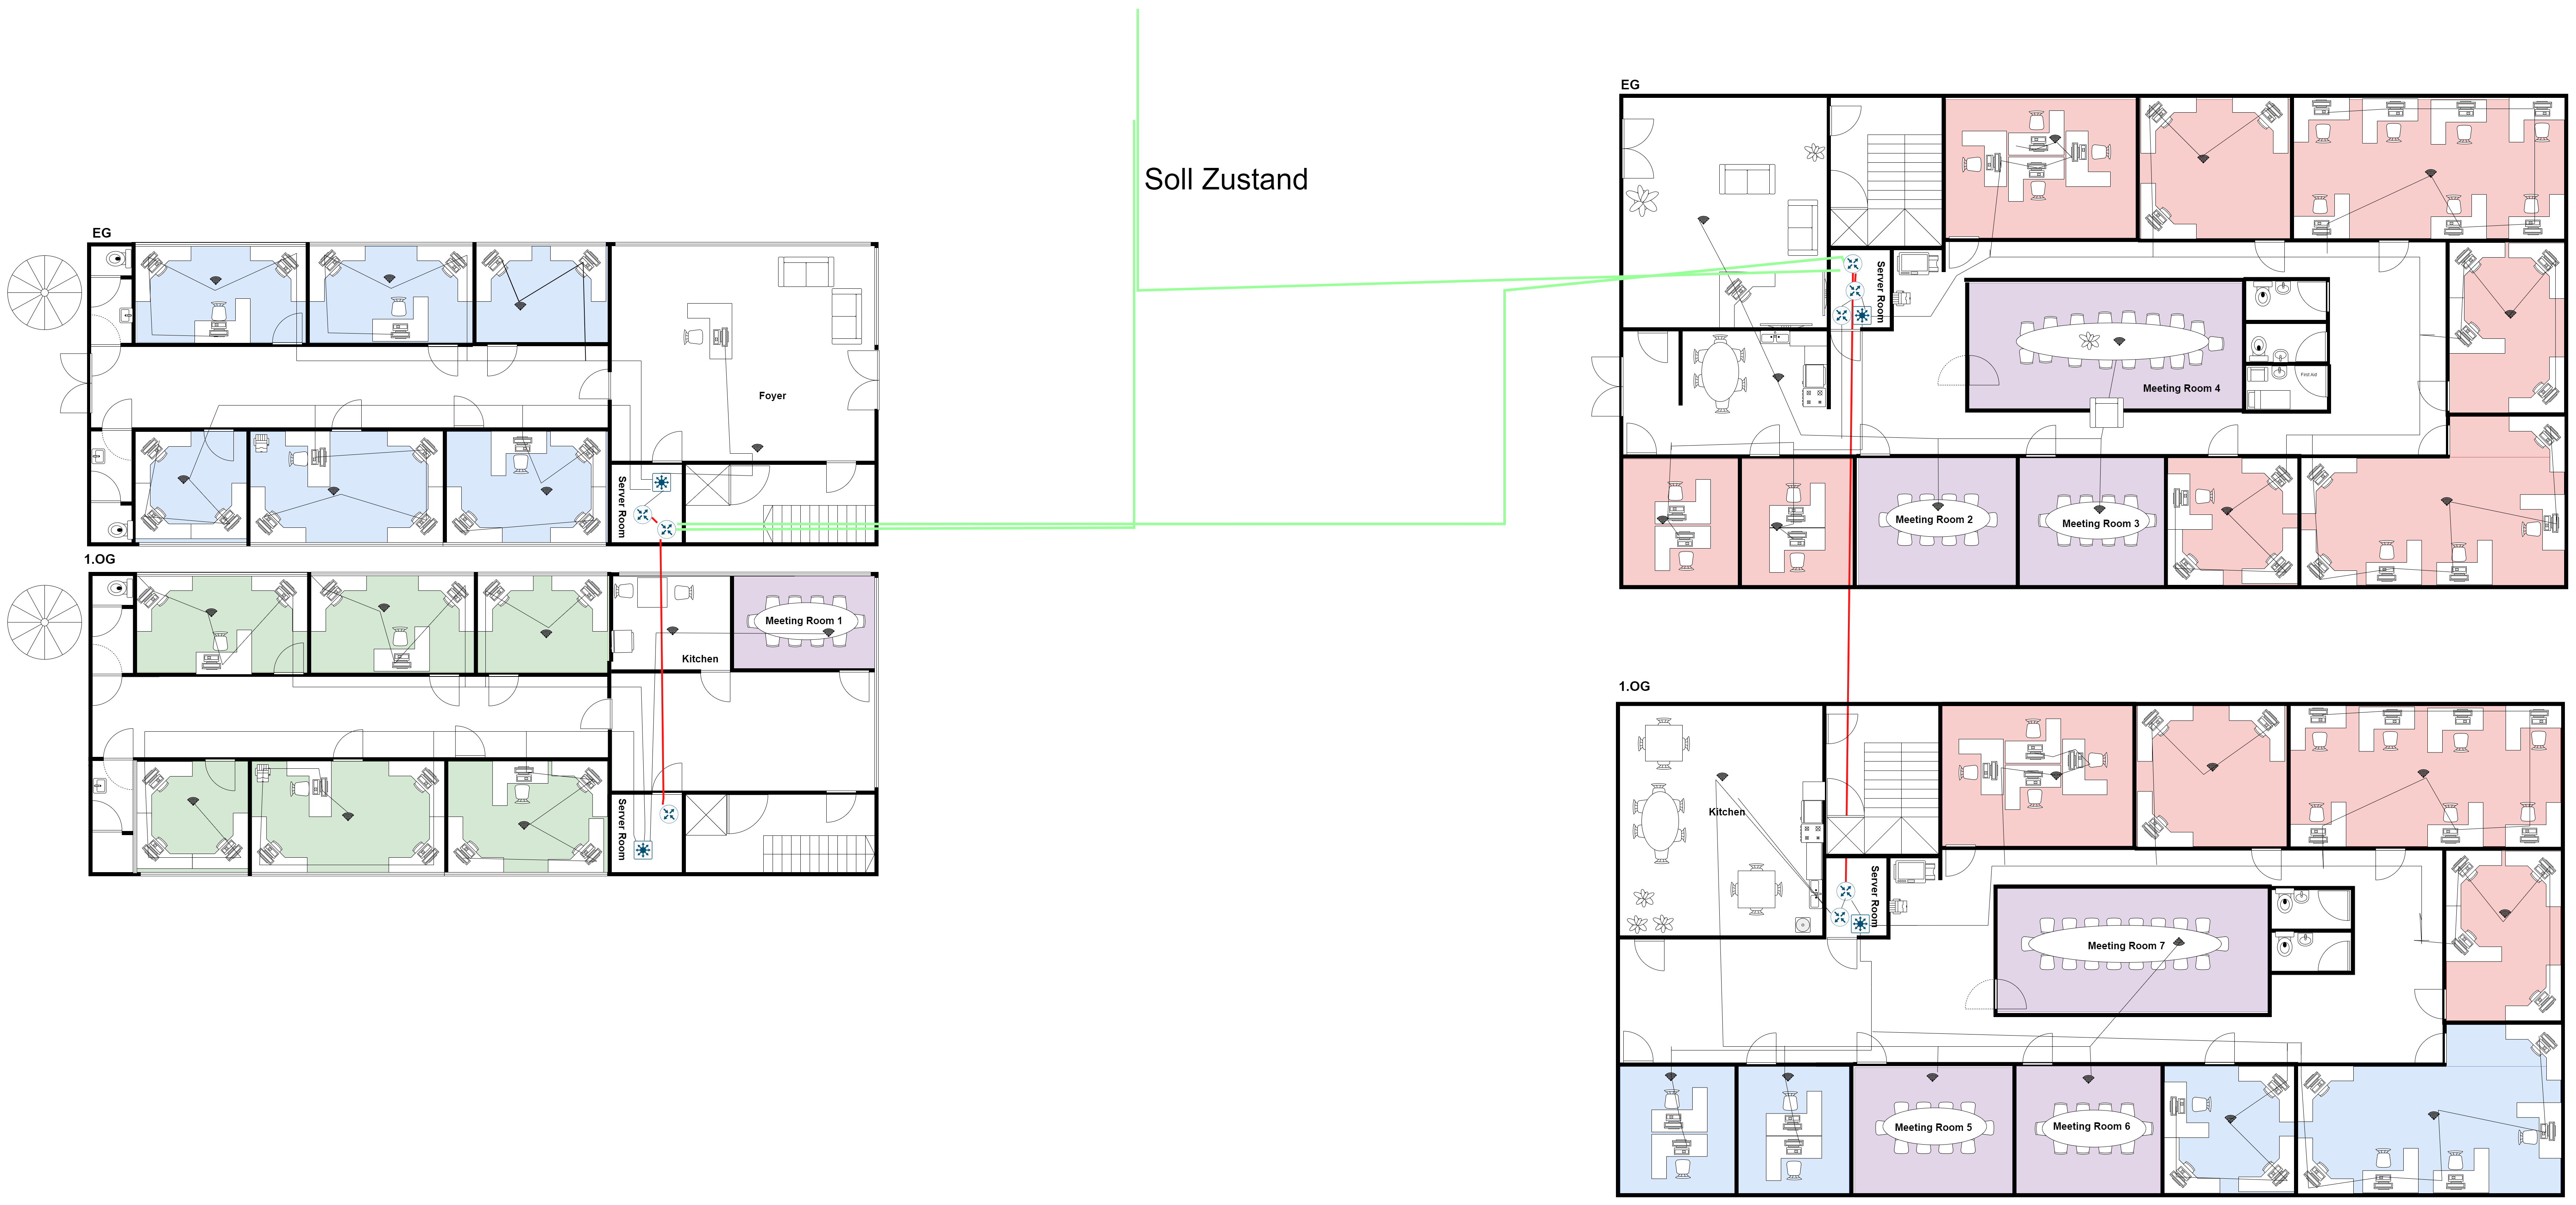 Soll Zustand
EG
Foyer
Server Room
1.OG
Meeting Room 1
Kitchen
Server Room
EG
Server Room
First Aid
Meeting Room 4
Meeting Room 2
Meeting Room 3
1.OG
Kitchen
Server Room
Meeting Room 7
Meeting Room 5
Meeting Room 6